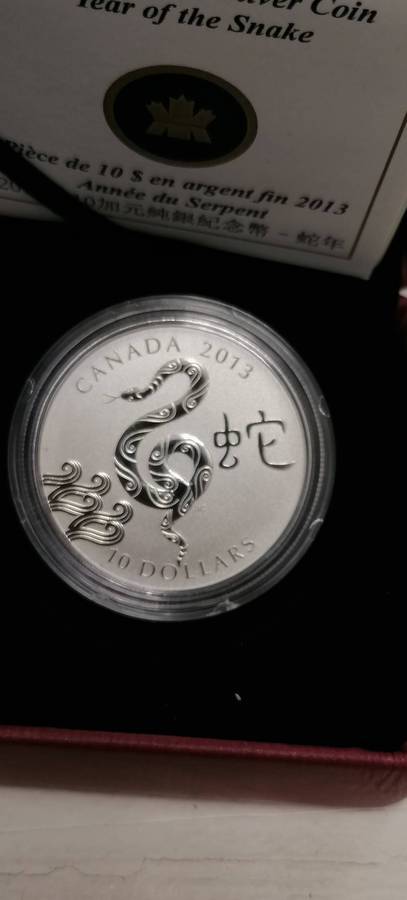 Silver Coin
Year of the Snake
Pièce de 10 $ en argent fin 2013
Année du Serpent
10加元純銀紀念幣 - 蛇年
CANADA 2013
蛇
10 DOLLARS